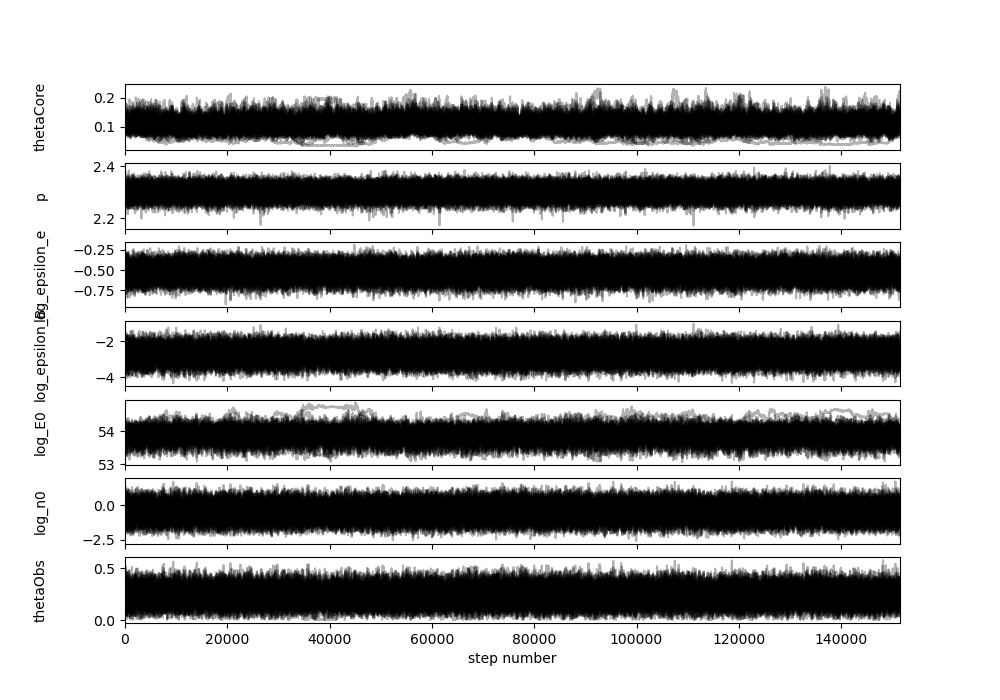 thetaCore
0.2
0.1
p
2.4
2.2
log_epsilon_e
−0.25
−0.50
−0.75
log_epsilon_B
−2
−4
log_E0
54
53
log_n0
0.0
−2.5
thetaObs
0.5
0.0
0 20000 40000 60000 80000 100000 120000 140000
step number